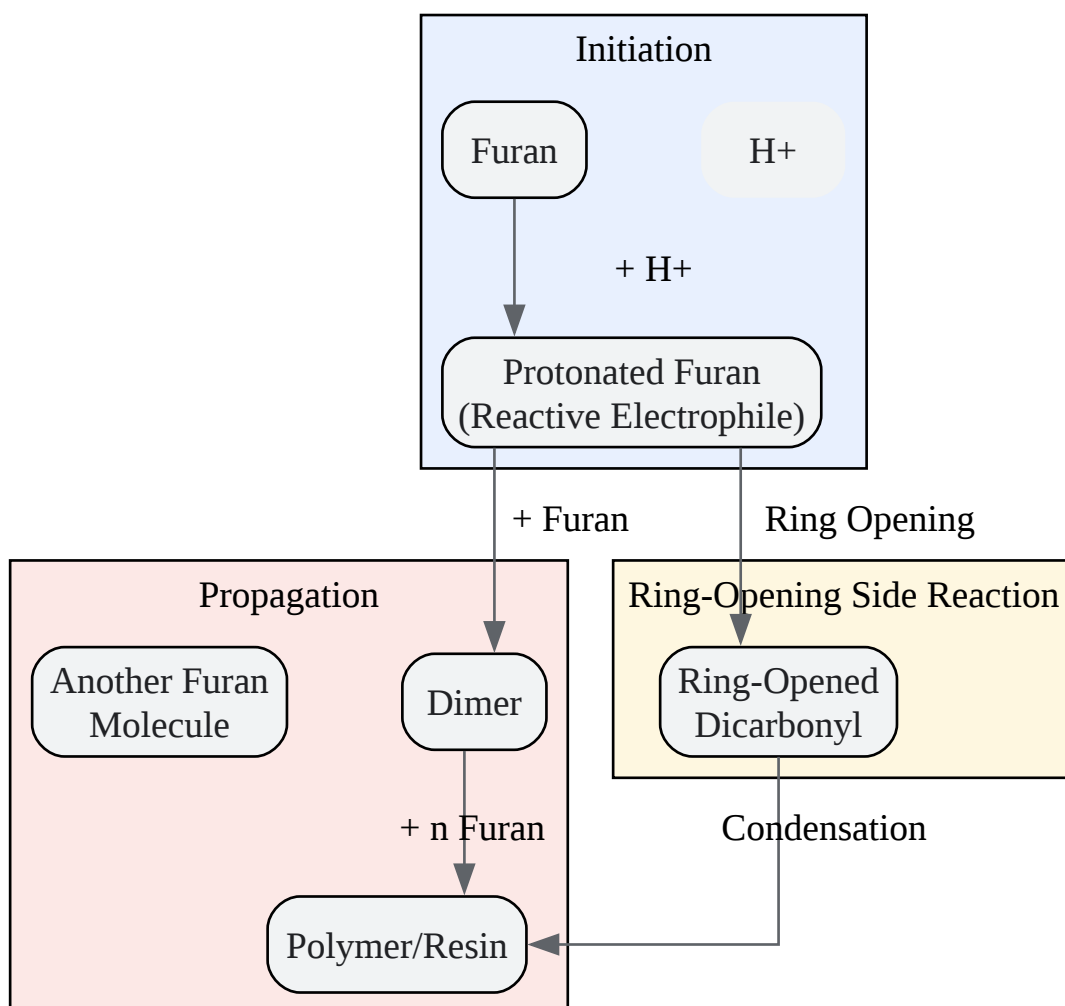 Initiation
Furan
H+
+ H+
Protonated Furan
(Reactive Electrophile)
+ Furan
Ring Opening
Propagation
Ring-Opening Side Reaction
Another Furan
Molecule
Dimer
Ring-Opened
Dicarbonyl
+ n Furan
Condensation
Polymer/Resin